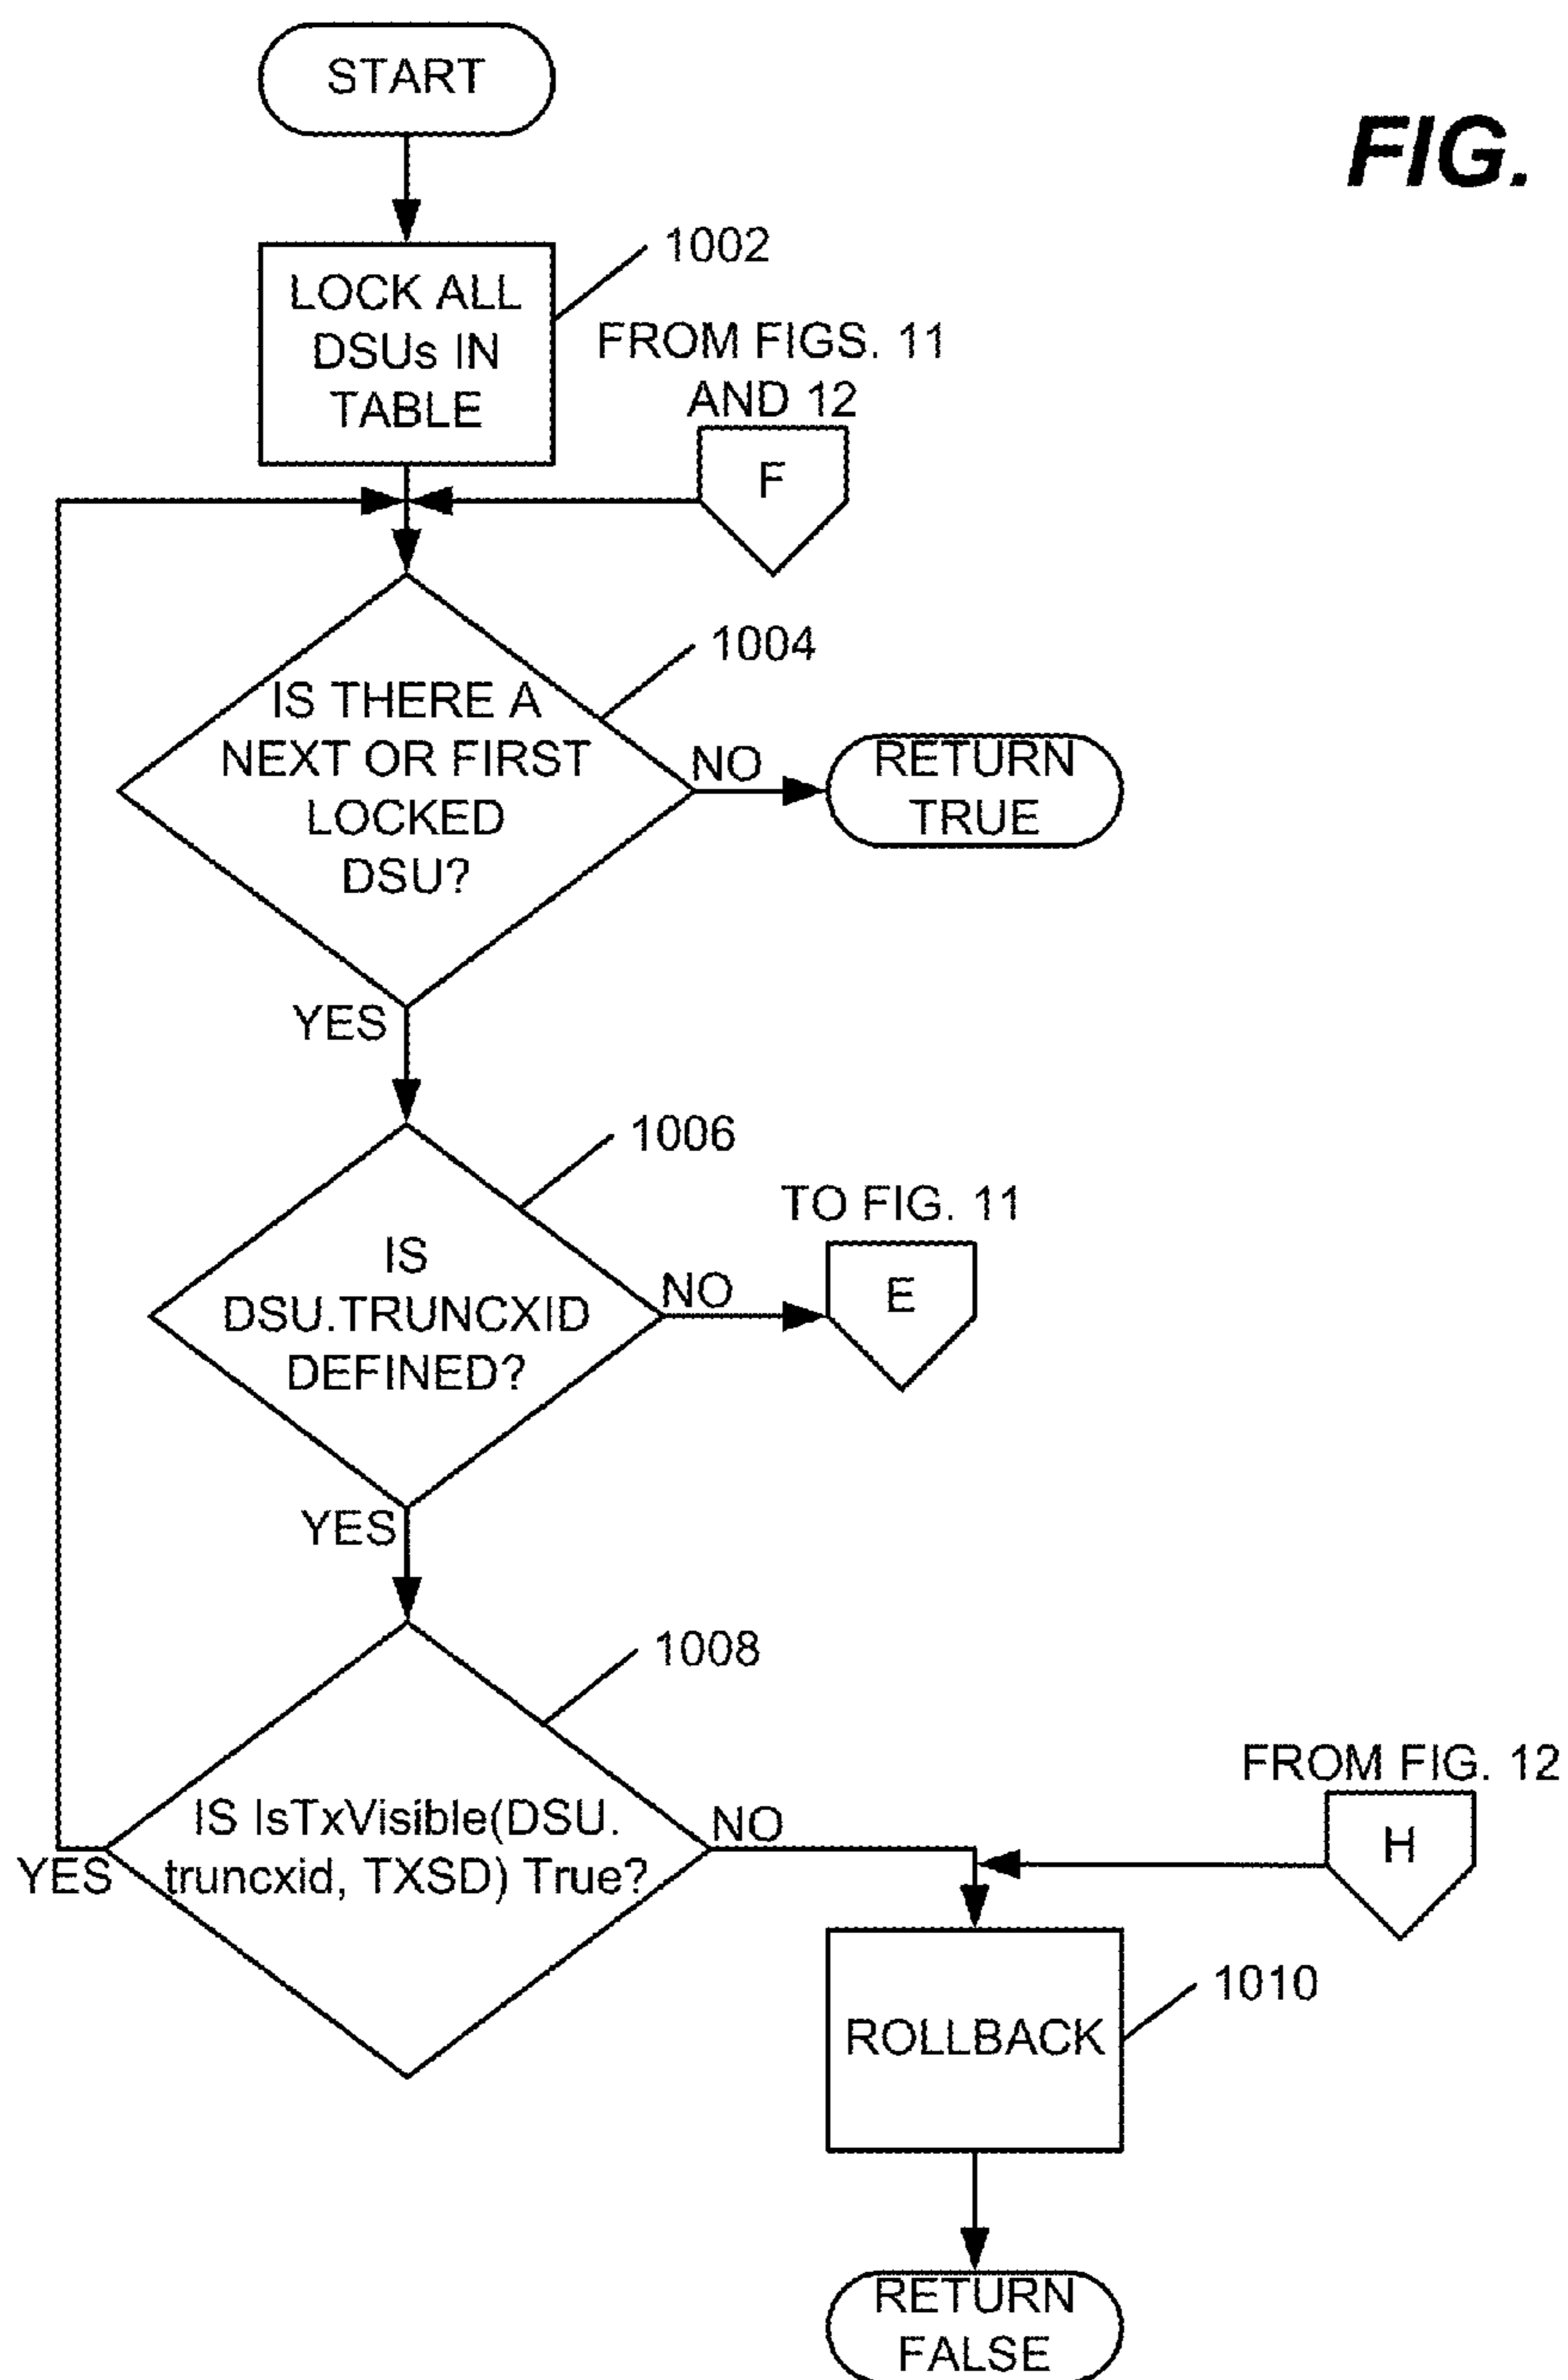 START
FIG.
1002
LOCK ALL
DSUs IN
TABLE
FROM FIGS. 11
AND 12
F
1004
IS THERE A
NEXT OR FIRST
LOCKED
DSU?
NO
RETURN
TRUE
YES
1006
TO FIG. 11
IS
DSU.TRUNCXID
DEFINED?
NO
E
YES
1008
FROM FIG. 12
IS IsTxVisible(DSU.
truncxid, TXSD) True?
NO
H
YES
1010
ROLLBACK
RETURN
FALSE